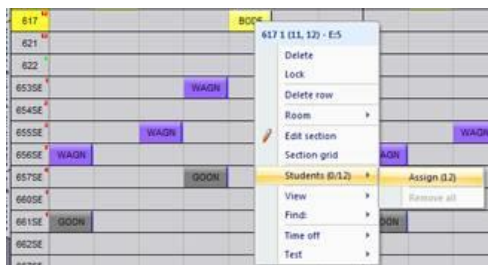 617 BODE
617 1 (11, 12) - E:5
621
Delete
622
Lock
653SE WAGN
Delete row
654SE
Room
655SE WAGN
Edit section
WAGN
656SE WAGN
Section grid
AGN
657SE GOON
Students (0/12)
Assign (12)
660SE
View
Remove all
661SE GOON
Find:
OON
662SE
Time off
Test